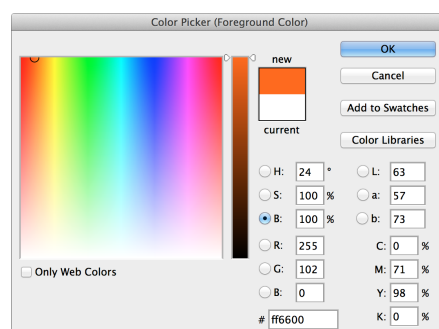 Color Picker (Foreground Color)
new
current
OK
Cancel
Add to Swatches
Color Libraries
H: 24 °
S: 100 %
B: 100 %
R: 255
G: 102
B: 0
# ff6600
L: 63
a: 57
b: 73
C: 0 %
M: 71 %
Y: 98 %
K: 0 %
Only Web Colors